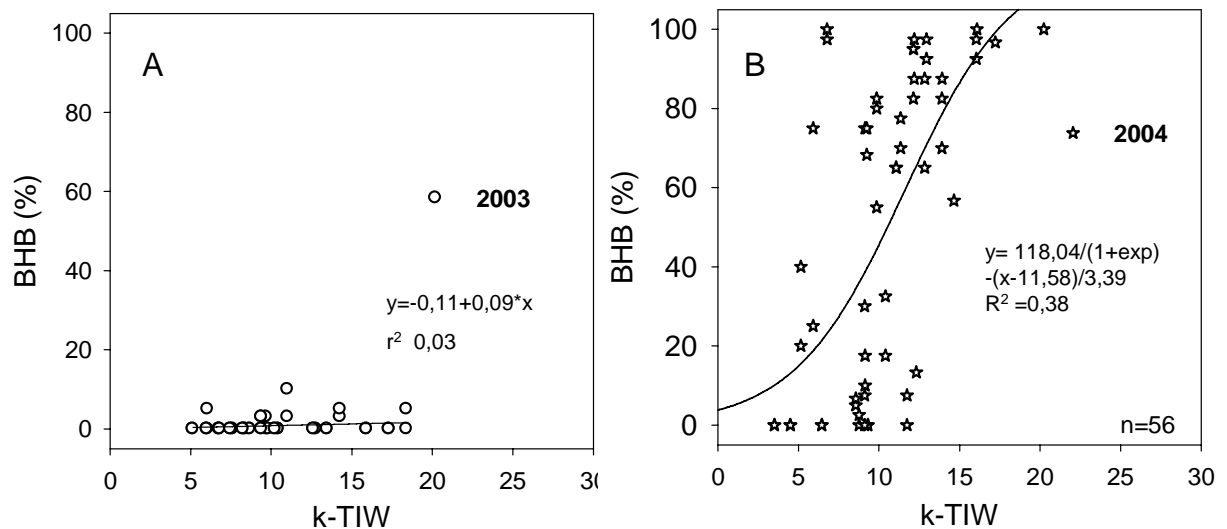 A
BHB (%)
100
80
60
40
20
0
2003
y=-0,11+0,09*x
r² 0,03
0 5 10 15 20 25 30
k-TIW
B
BHB (%)
100
80
60
40
20
0
2004
y= 118,04/(1+exp)
-(x-11,58)/3,39
R² =0,38
n=56
0 5 10 15 20 25 30
k-TIW